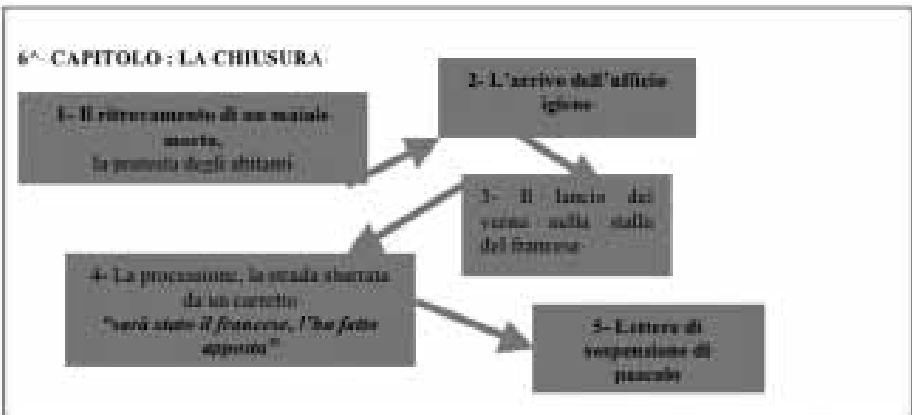 6^- CAPITOLO : LA CHIUSURA
1- Il ritrovamento di un maiale
morto,
la protesta degli abitanti
2- L'arrivo dell'ufficio
igiene
3- Il lancio dei
vermi nella stalla
del francese
4- La processione, la strada sbarrata
da un carretto
"sarà stato il francese, l'ha fatto
apposta"
5- Lettere di
sospensione di
pascolo